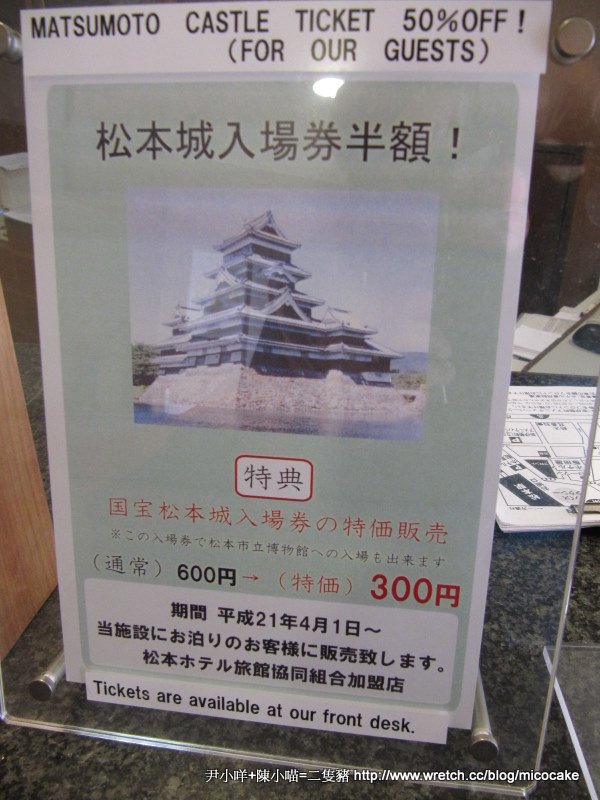 MATSUMOTO CASTLE TICKET 50%OFF!
(FOR OUR GUESTS)
松本城入場券半額！
特典
国宝松本城入場券の特価販売
※この入場券で松本市立博物館への入場も出来ます
（通常）600円→（特価）300円
期間 平成21年4月1日～
当施設にお泊りのお客様に販売致します。
松本ホテル旅館協同組合加盟店
Tickets are available at our front desk.
尹小咩+陳小喵=二隻豬 http://www.wretch.cc/blog/micocake